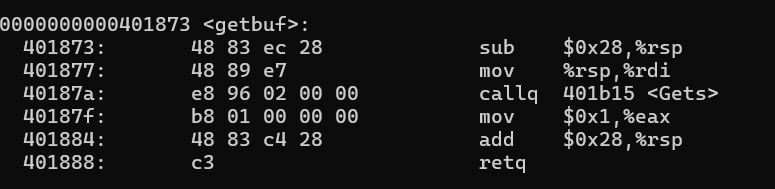 0000000000401873 <getbuf>:
401873: 48 83 ec 28 sub $0x28,%rsp
401877: 48 89 e7 mov %rsp,%rdi
40187a: e8 96 02 00 00 callq 401b15 <Gets>
40187f: b8 01 00 00 00 mov $0x1,%eax
401884: 48 83 c4 28 add $0x28,%rsp
401888: c3 retq